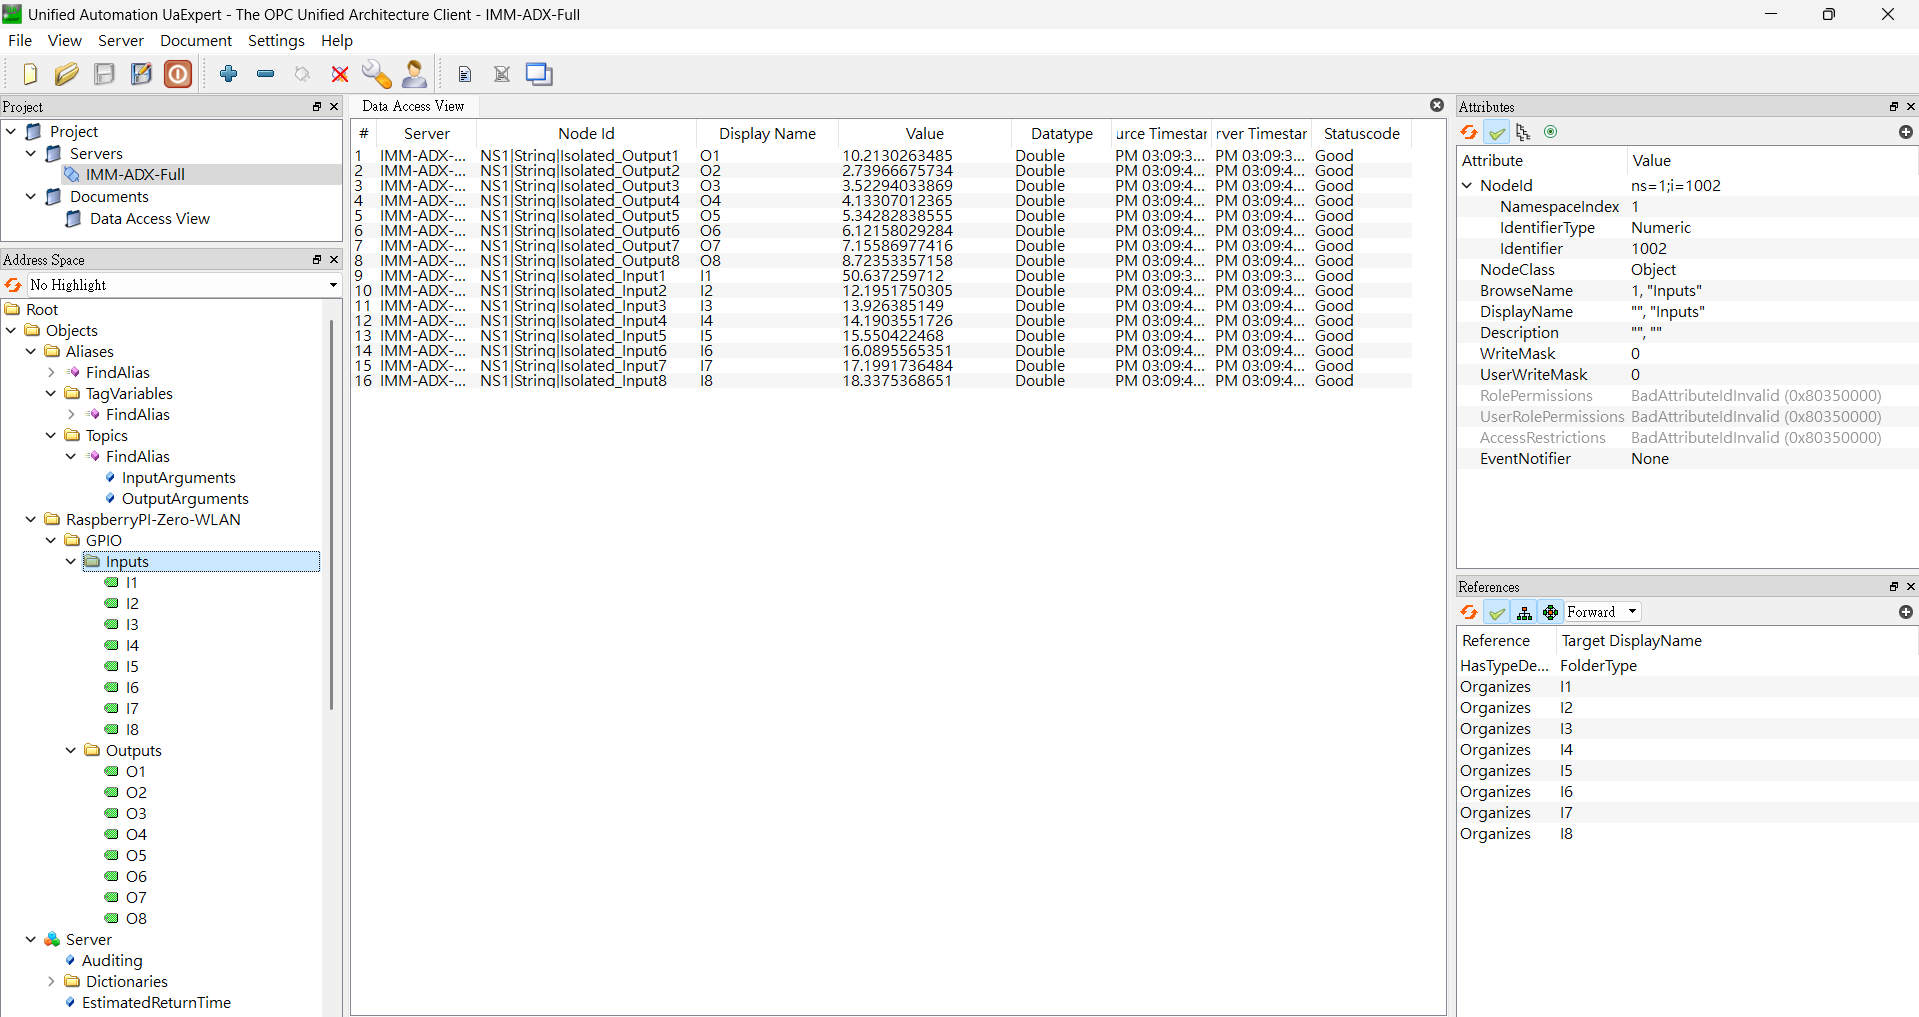 Unified Automation UaExpert - The OPC Unified Architecture Client - IMM-ADX-Full
File View Server Document Settings Help
Project
Project
Servers
IMM-ADX-Full
Documents
Data Access View
Address Space
No Highlight
Root
Objects
Aliases
FindAlias
TagVariables
FindAlias
Topics
FindAlias
InputArguments
OutputArguments
RaspberryPI-Zero-WLAN
GPIO
Inputs
I1
I2
I3
I4
I5
I6
I7
I8
Outputs
O1
O2
O3
O4
O5
O6
O7
O8
Server
Auditing
Dictionaries
EstimatedReturnTime
Data Access View
# Server Node Id Display Name Value Datatype urce Timestar rver Timestar Statuscode
1 IMM-ADX-... NS1|String|Isolated_Output1 O1 10.2130263485 Double PM 03:09:3... PM 03:09:3... Good
2 IMM-ADX-... NS1|String|Isolated_Output2 O2 2.73966675734 Double PM 03:09:4... PM 03:09:4... Good
3 IMM-ADX-... NS1|String|Isolated_Output3 O3 3.52294033869 Double PM 03:09:4... PM 03:09:4... Good
4 IMM-ADX-... NS1|String|Isolated_Output4 O4 4.13307012365 Double PM 03:09:4... PM 03:09:4... Good
5 IMM-ADX-... NS1|String|Isolated_Output5 O5 5.34282838555 Double PM 03:09:4... PM 03:09:4... Good
6 IMM-ADX-... NS1|String|Isolated_Output6 O6 6.12158029284 Double PM 03:09:4... PM 03:09:4... Good
7 IMM-ADX-... NS1|String|Isolated_Output7 O7 7.15586977416 Double PM 03:09:4... PM 03:09:4... Good
8 IMM-ADX-... NS1|String|Isolated_Output8 O8 8.72353357158 Double PM 03:09:4... PM 03:09:4... Good
9 IMM-ADX-... NS1|String|Isolated_Input1 I1 50.637259712 Double PM 03:09:3... PM 03:09:3... Good
10 IMM-ADX-... NS1|String|Isolated_Input2 I2 12.1951750305 Double PM 03:09:4... PM 03:09:4... Good
11 IMM-ADX-... NS1|String|Isolated_Input3 I3 13.926385149 Double PM 03:09:4... PM 03:09:4... Good
12 IMM-ADX-... NS1|String|Isolated_Input4 I4 14.1903551726 Double PM 03:09:4... PM 03:09:4... Good
13 IMM-ADX-... NS1|String|Isolated_Input5 I5 15.550422468 Double PM 03:09:4... PM 03:09:4... Good
14 IMM-ADX-... NS1|String|Isolated_Input6 I6 16.0895565351 Double PM 03:09:4... PM 03:09:4... Good
15 IMM-ADX-... NS1|String|Isolated_Input7 I7 17.1991736484 Double PM 03:09:4... PM 03:09:4... Good
16 IMM-ADX-... NS1|String|Isolated_Input8 I8 18.3375368651 Double PM 03:09:4... PM 03:09:4... Good
Attributes
Attribute Value
NodeId ns=1;i=1002
NamespaceIndex 1
IdentifierType Numeric
Identifier 1002
NodeClass Object
BrowseName 1, "Inputs"
DisplayName "", "Inputs"
Description "", ""
WriteMask 0
UserWriteMask 0
RolePermissions BadAttributeIdInvalid (0x80350000)
UserRolePermissions BadAttributeIdInvalid (0x80350000)
AccessRestrictions BadAttributeIdInvalid (0x80350000)
EventNotifier None
References
Forward
Reference Target DisplayName
HasTypeDe... FolderType
Organizes I1
Organizes I2
Organizes I3
Organizes I4
Organizes I5
Organizes I6
Organizes I7
Organizes I8